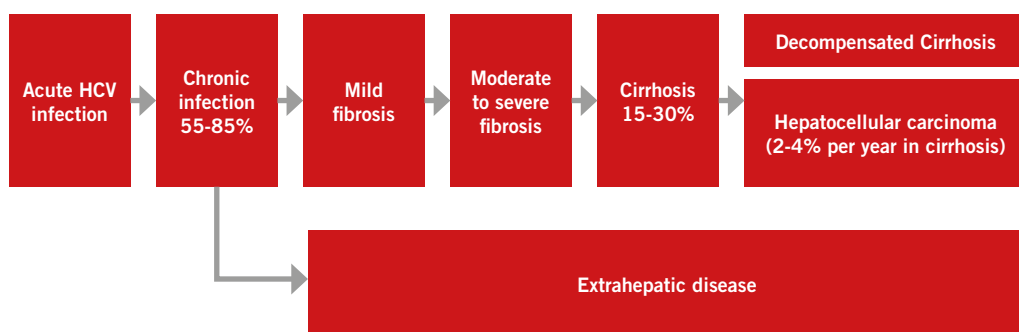 Acute HCV
infection
Chronic
infection
55-85%
Mild
fibrosis
Moderate
to severe
fibrosis
Cirrhosis
15-30%
Decompensated Cirrhosis
Hepatocellular carcinoma
(2-4% per year in cirrhosis)
Extrahepatic disease